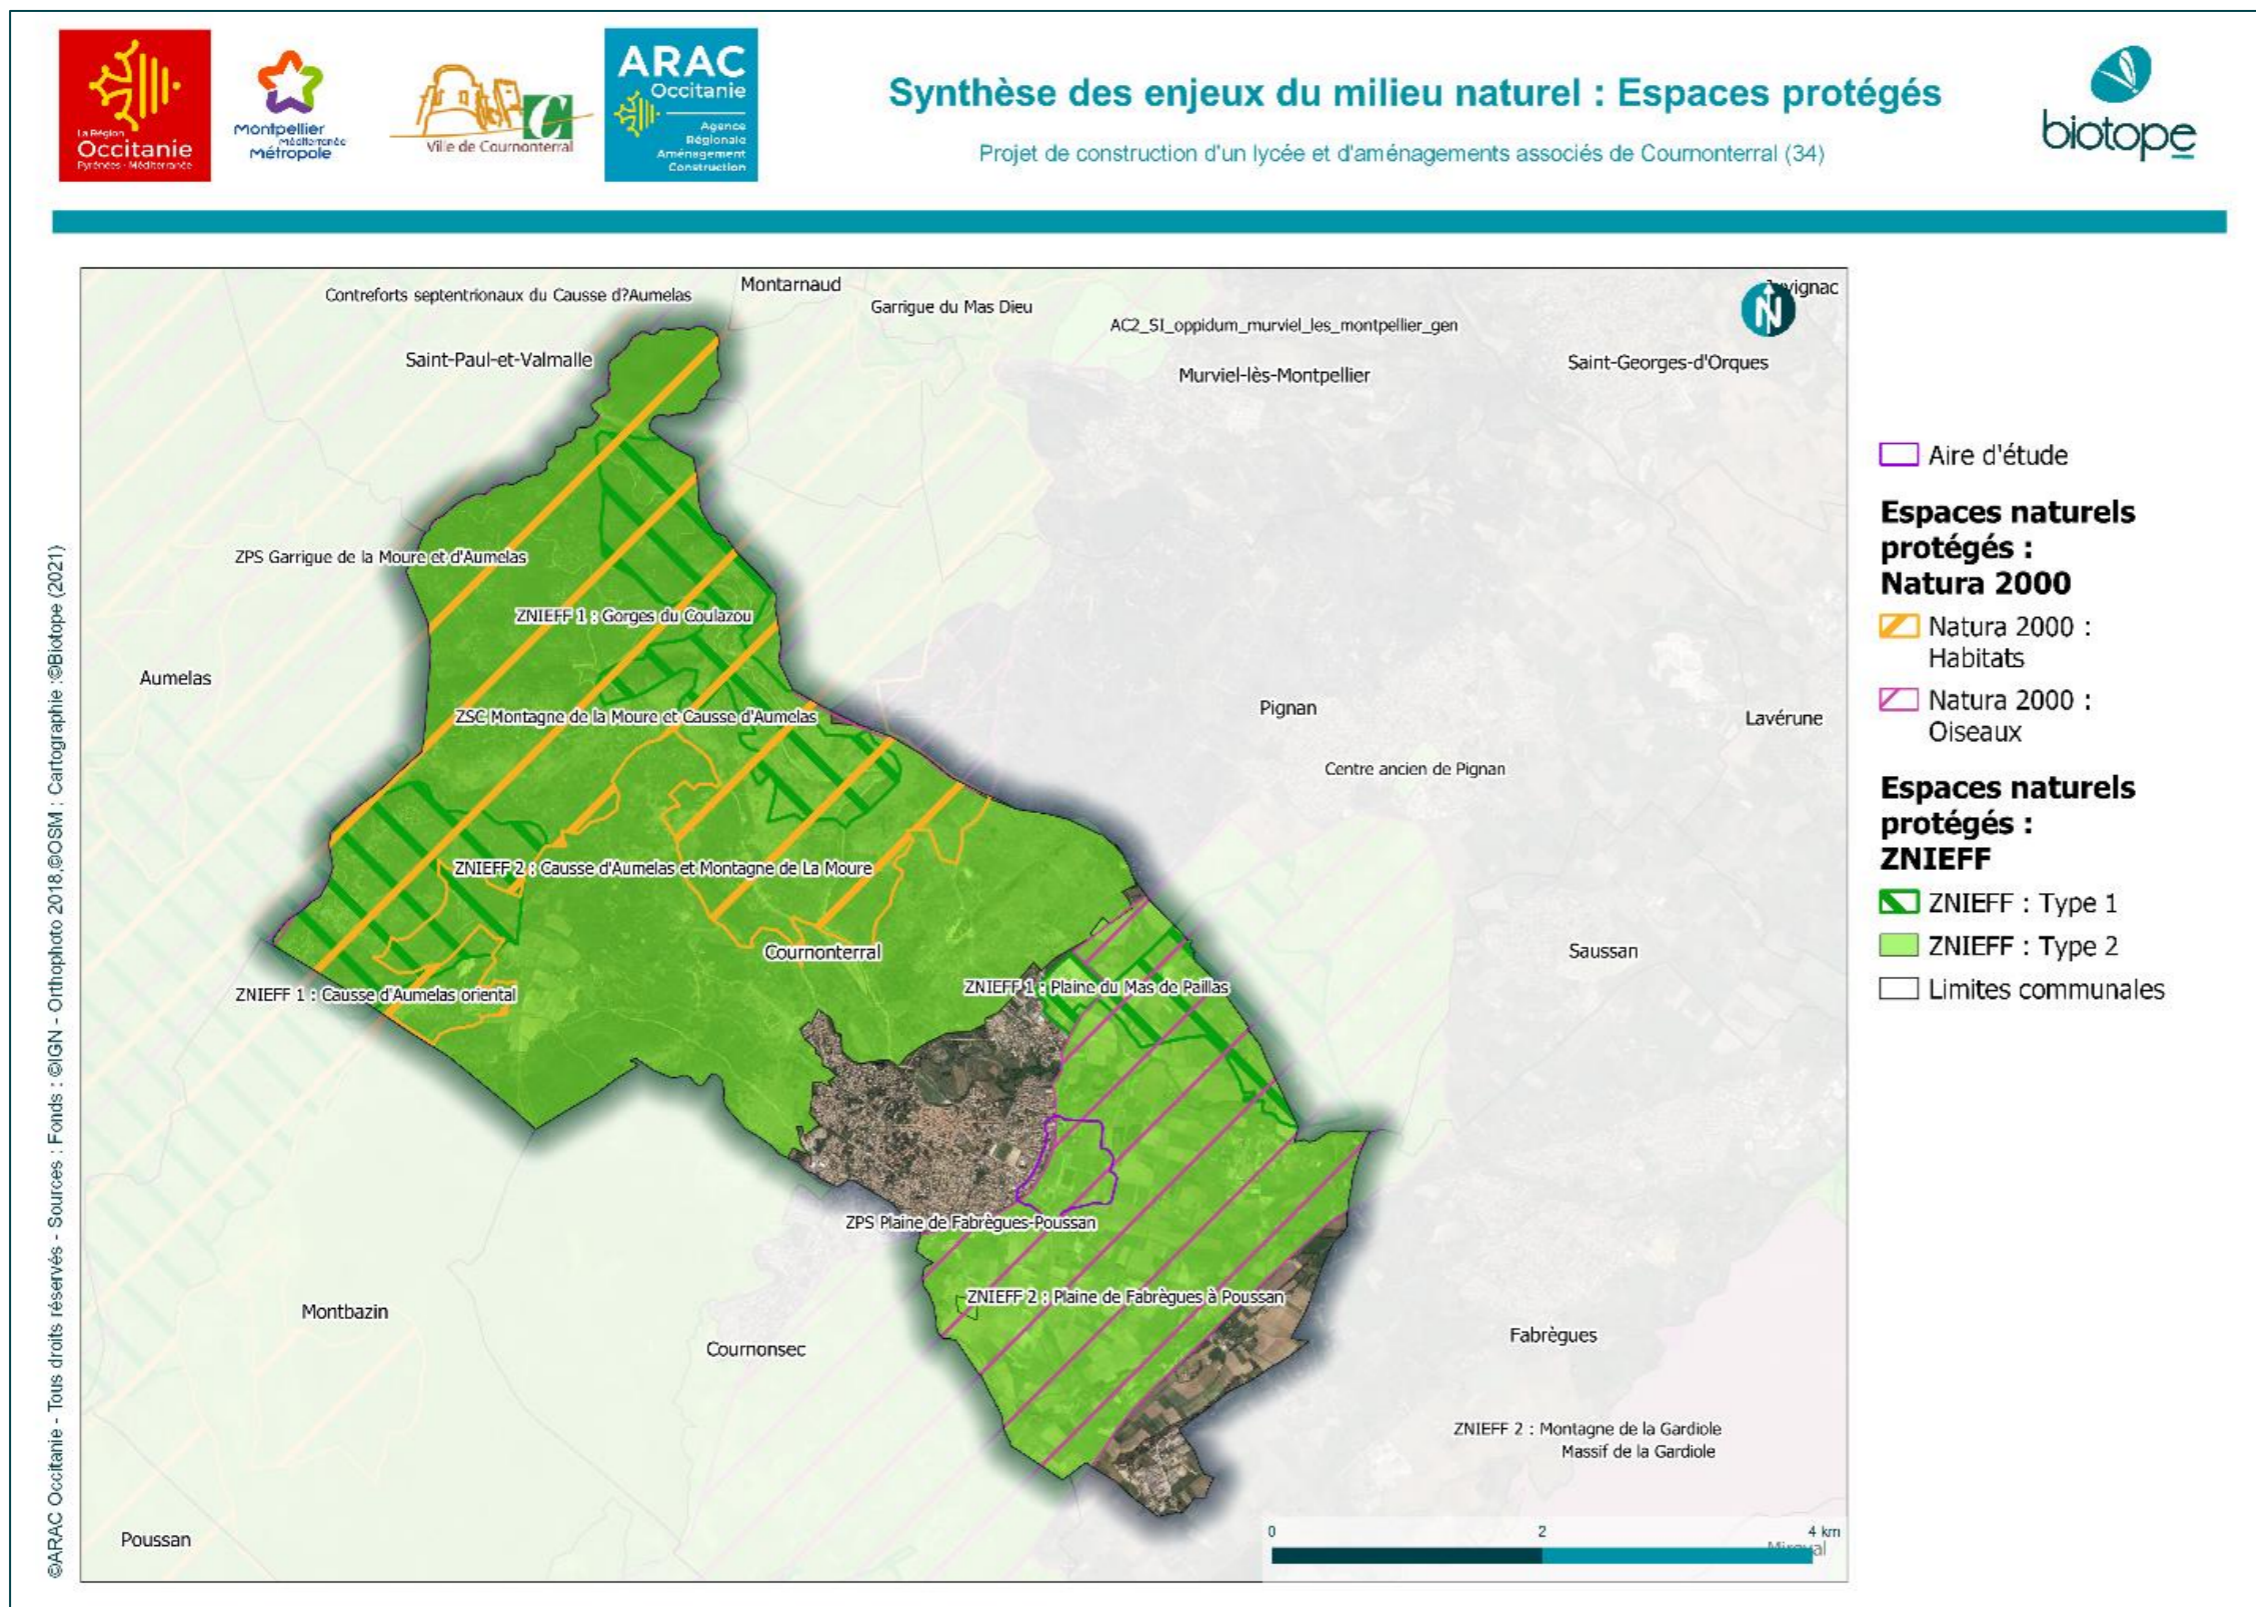 La Région
Occitanie
Pyrénées - Méditerranée
Montpellier
Méditerranée
métropole
Ville de Cournonterral
C
ARAC
Occitanie
Agence
Régionale
Aménagement
Construction
Synthèse des enjeux du milieu naturel : Espaces protégés
Projet de construction d'un lycée et d'aménagements associés de Cournonterral (34)
biotope
©ARAC Occitanie - Tous droits réservés - Sources : Fonds : ©IGN - Orthophoto 2018,©OSM ; Cartographie :©Biotope (2021)
Contreforts septentrionaux du Causse d?Aumelas
Montarnaud
Garrigue du Mas Dieu
AC2_SI_oppidum_murviel_les_montpellier_gen
N
Saint-Paul-et-Valmalle
Murviel-lès-Montpellier
Saint-Georges-d'Orques
ZPS Garrigue de la Moure et d'Aumelas
ZNIEFF 1 : Gorges du Coulazou
Aumelas
ZSC Montagne de la Moure et Causse d'Aumelas
Pignan
Lavérune
Centre ancien de Pignan
ZNIEFF 2 : Causse d'Aumelas et Montagne de La Moure
Cournonterral
Saussan
ZNIEFF 1 : Causse d'Aumelas oriental
ZNIEFF 1 : Plaine du Mas de Paillas
ZPS Plaine de Fabrègues-Poussan
ZNIEFF 2 : Plaine de Fabrègues à Poussan
Montbazin
Cournonsec
Fabrègues
ZNIEFF 2 : Montagne de la Gardiole
Massif de la Gardiole
Poussan
0 2 4 km
Aire d'étude
Espaces naturels
protégés :
Natura 2000
Natura 2000 :
Habitats
Natura 2000 :
Oiseaux
Espaces naturels
protégés :
ZNIEFF
ZNIEFF : Type 1
ZNIEFF : Type 2
Limites communales